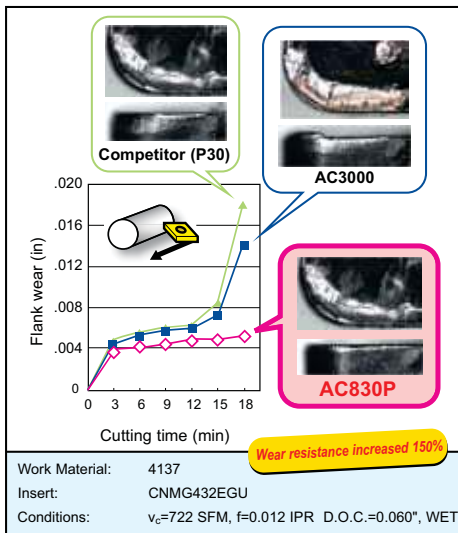 Competitor (P30)
AC3000
.020
.016
.012
.008
.004
0
Flank wear (in)
0 3 6 9 12 15 18
Cutting time (min)
AC830P
Wear resistance increased 150%
Work Material: 4137
Insert: CNMG432EGU
Conditions: vc=722 SFM, f=0.012 IPR D.O.C.=0.060", WET